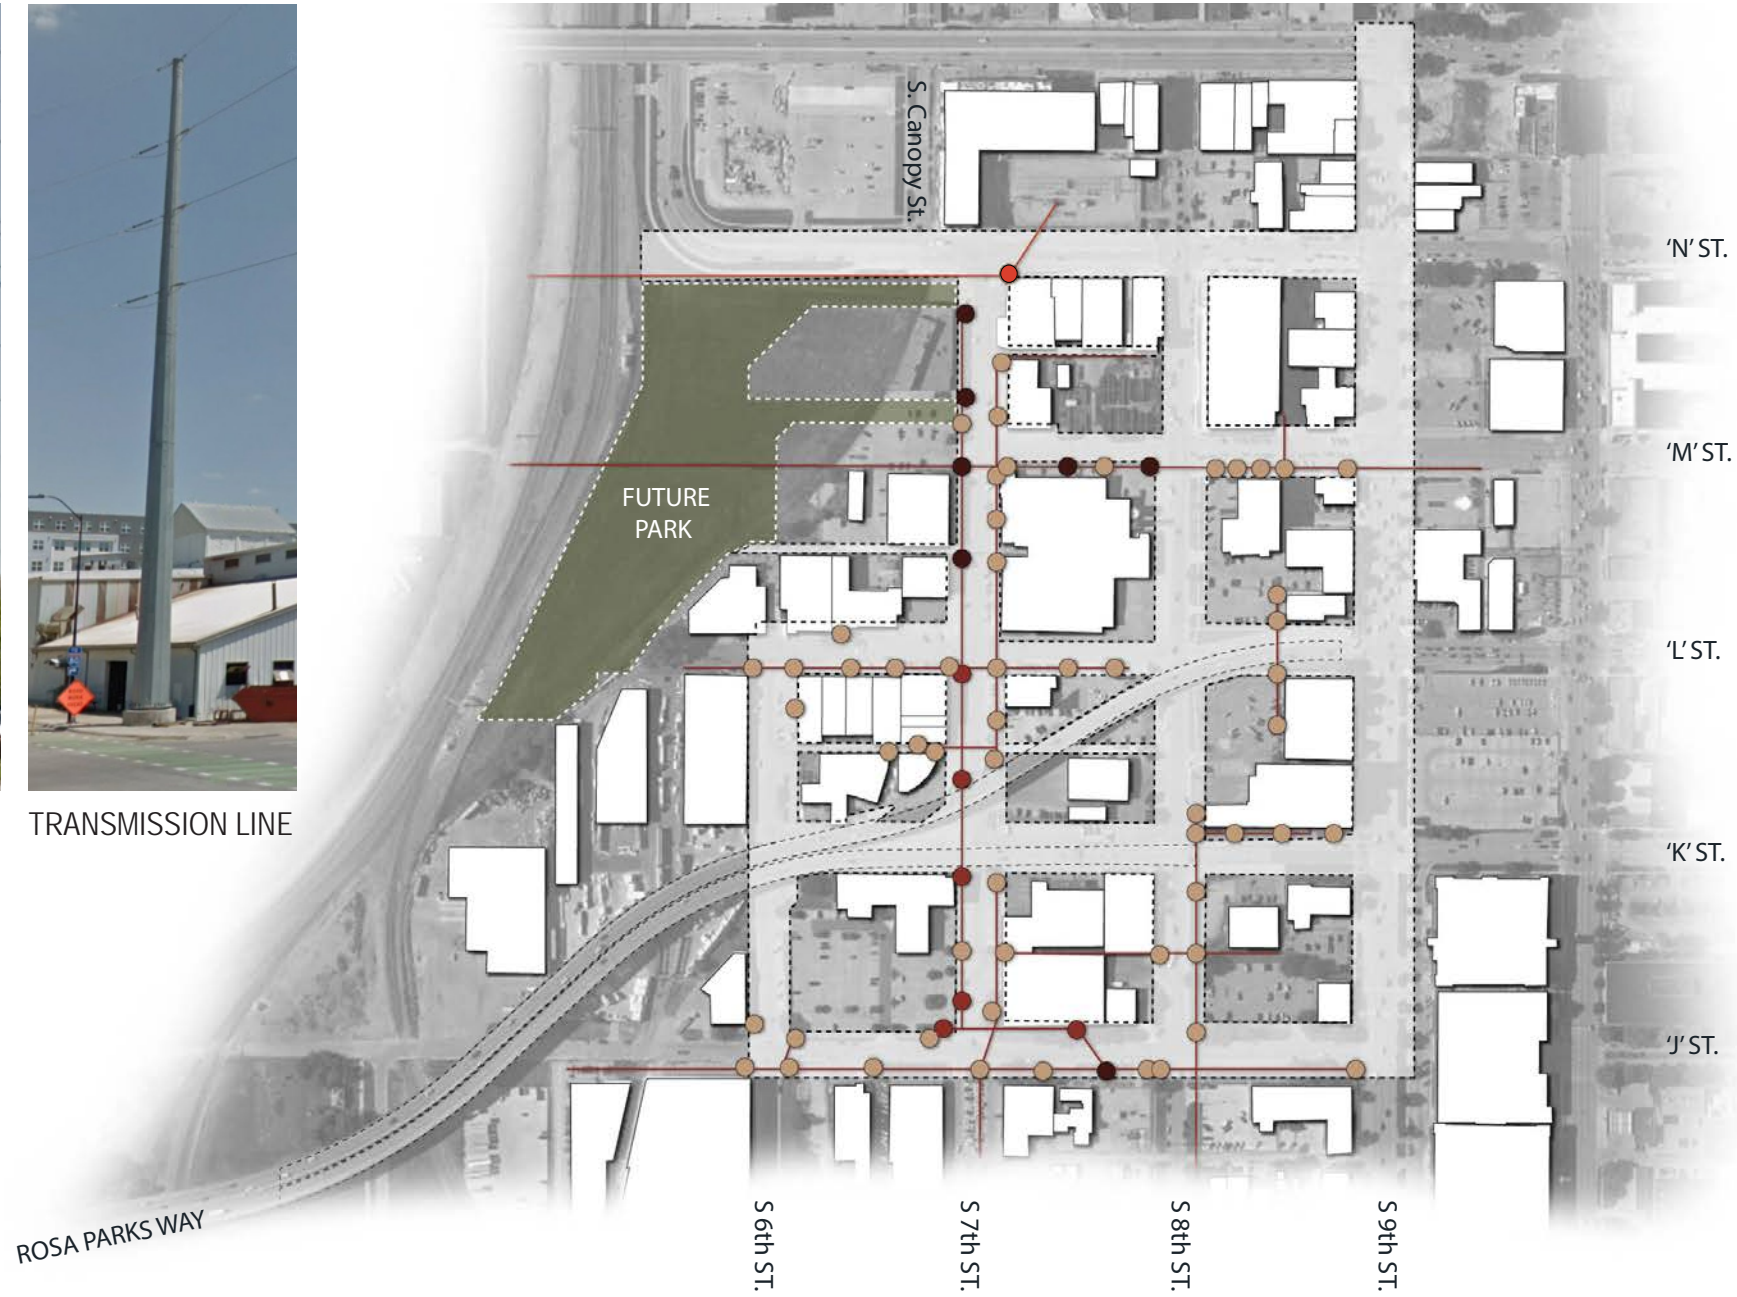 S. Canopy St.
'N' ST.
'M' ST.
FUTURE
PARK
'L' ST.
TRANSMISSION LINE
'K' ST.
'J' ST.
S 6th ST.
S 7th ST.
S 8th ST.
S 9th ST.
ROSA PARKS WAY